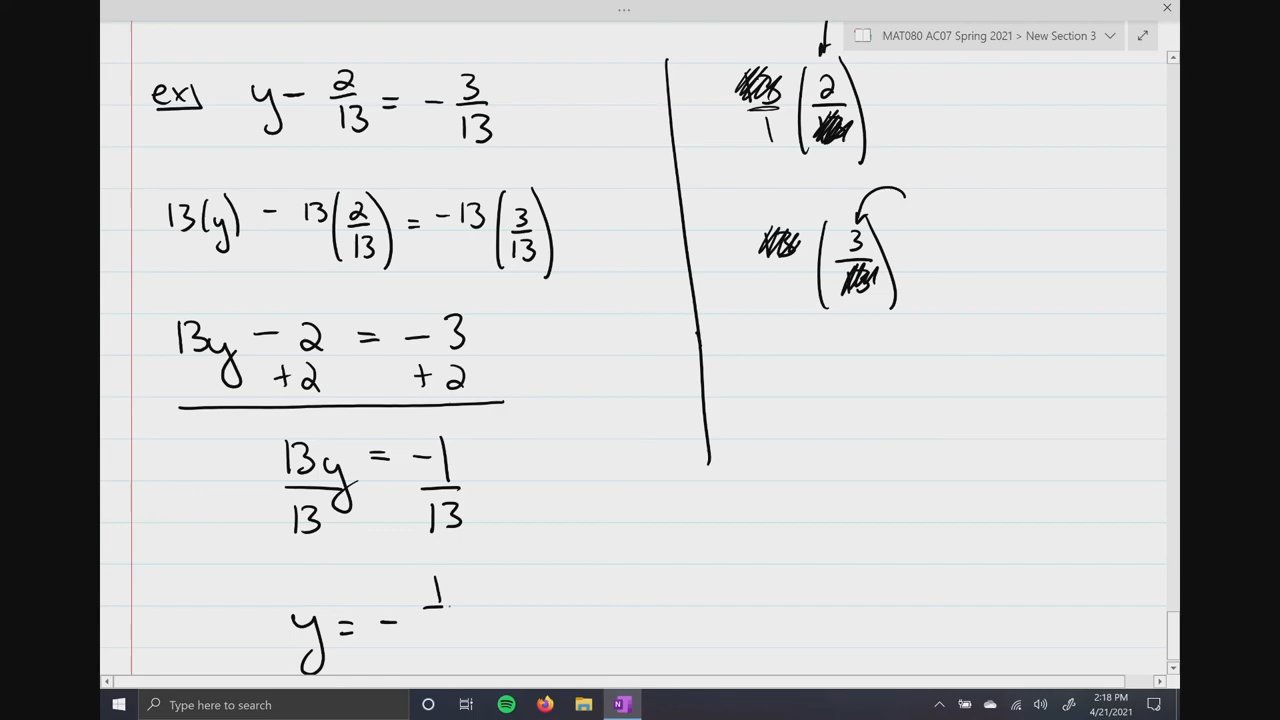 ...
MAT080 AC07 Spring 2021 > New Section 3
ex) y - 2/13 = - 3/13
13(y) - 13(2/13) = -13(3/13)
13y - 2 = - 3
+2 +2
13y/13 = -1/13
y = - 1/
1 (2/)
(3/)
Type here to search
2:18 PM
4/21/2021